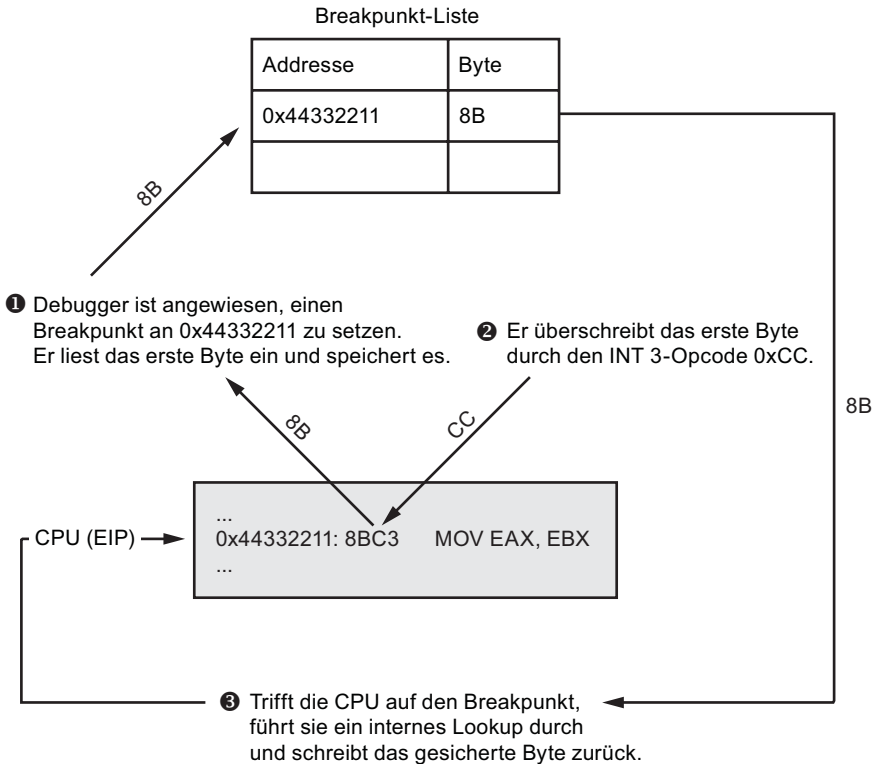 Breakpunkt-Liste
Addresse Byte
0x44332211 8B
8B
❶ Debugger ist angewiesen, einen
Breakpunkt an 0x44332211 zu setzen.
Er liest das erste Byte ein und speichert es.
❷ Er überschreibt das erste Byte
durch den INT 3-Opcode 0xCC.
8B
8B
CC
...
CPU (EIP)
0x44332211: 8BC3 MOV EAX, EBX
...
❸ Trifft die CPU auf den Breakpunkt,
führt sie ein internes Lookup durch
und schreibt das gesicherte Byte zurück.